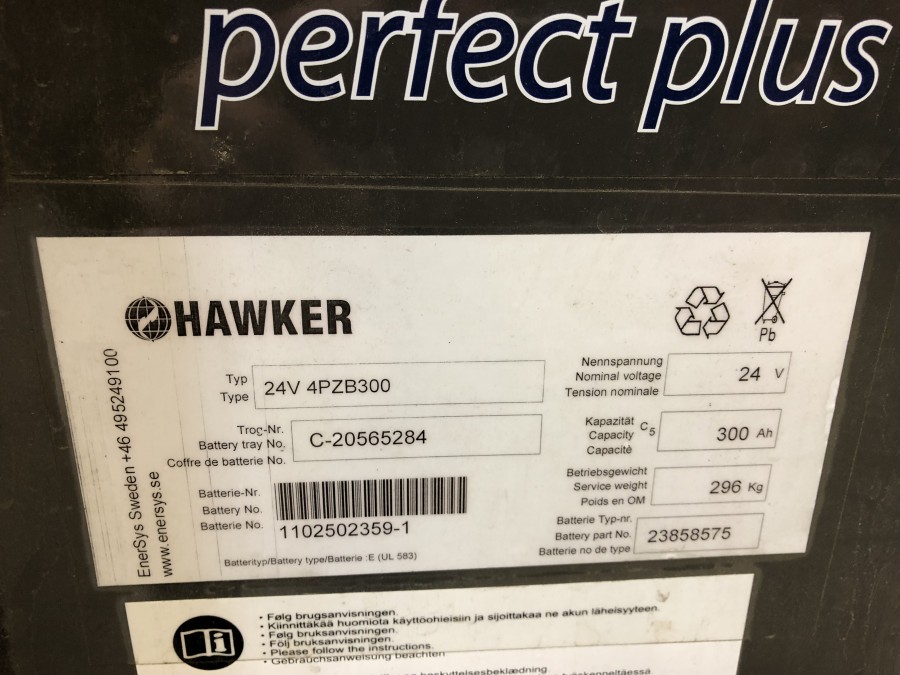 perfect plus
HAWKER
Pb
Typ
Type
24V 4PZB300
Trog-Nr.
Battery tray No.
Coffre de batterie No.
C-20565284
Batterie-Nr.
Battery No.
Batterie No.
1102502359-1
Batterityp/Battery type/Batterie :E (UL 583)
Nennspannung
Nominal voltage
Tension nominale
24 V
Kapazität
Capacity
Capacité
C5
300 Ah
Betriebsgewicht
Service weight
Poids en OM
296 Kg
Batterie Typ-nr.
Battery part No.
Batterie no de type
23858575
EnerSys Sweden +46 495249100
www.enersys.se
• Følg brugsanvisningen.
• Kiinnittäkää huomiota käyttöohieisiin ja sijoittakaa ne akun läheisyyteen.
• Følg bruksanvisningen.
• Följ bruksanvisningen.
• Please follow the instructions.
• Gebrauchsanweisung beachten
beskyttelsesbeklædning